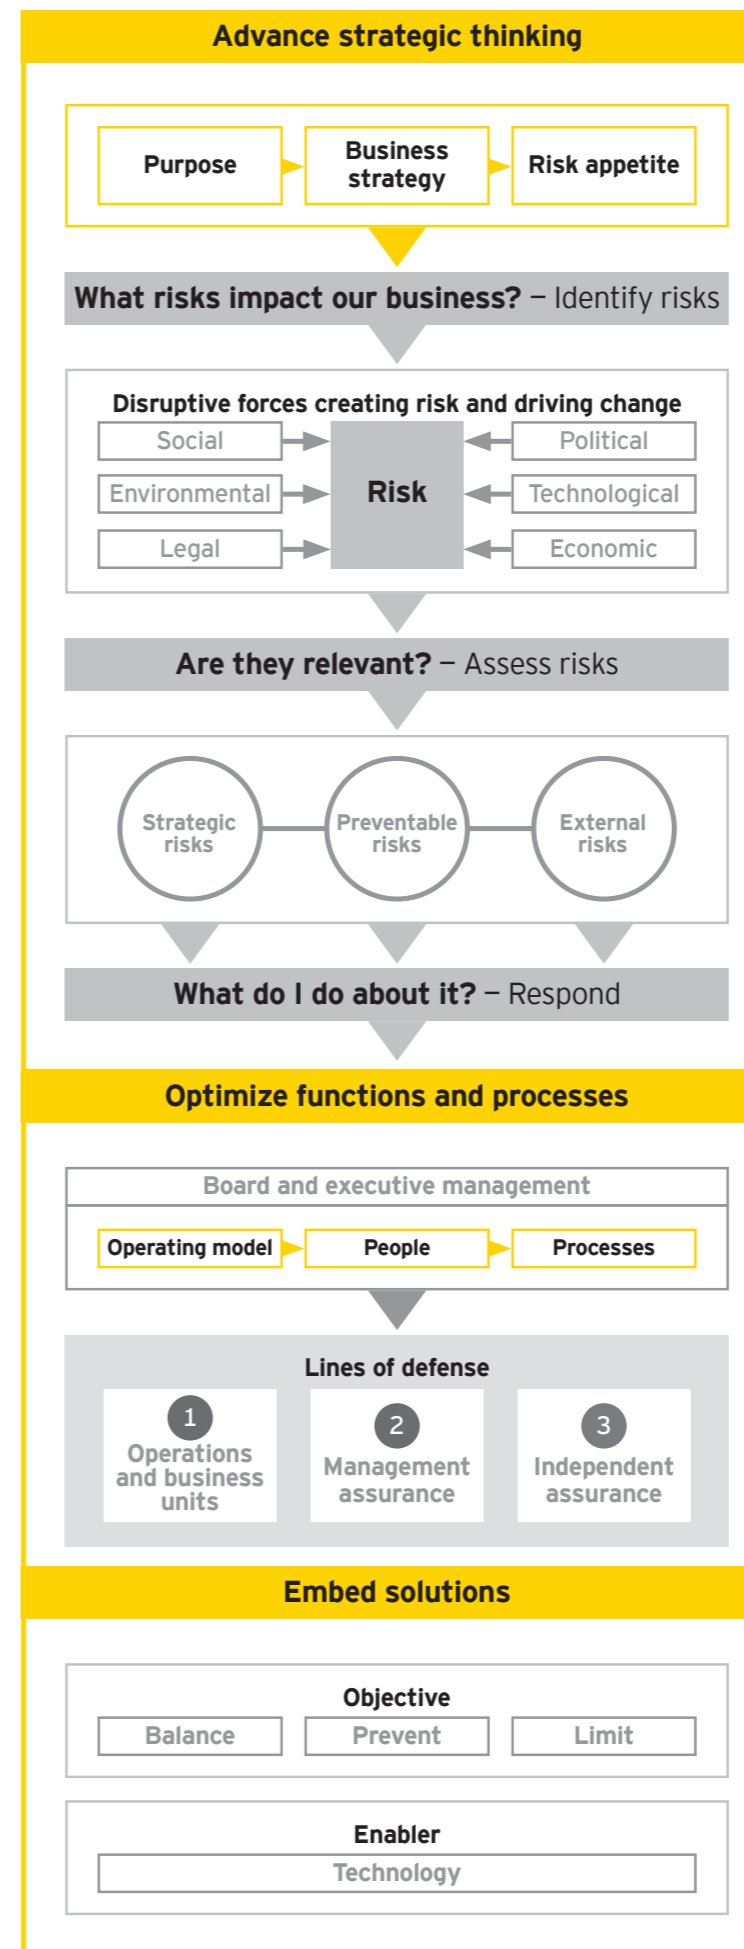 Advance strategic thinking
Purpose
Business
strategy
Risk appetite
What risks impact our business? – Identify risks
Disruptive forces creating risk and driving change
Social
Environmental
Legal
Risk
Political
Technological
Economic
Are they relevant? – Assess risks
Strategic
risks
Preventable
risks
External
risks
What do I do about it? – Respond
Optimize functions and processes
Board and executive management
Operating model
People
Processes
Lines of defense
1
Operations
and business
units
2
Management
assurance
3
Independent
assurance
Embed solutions
Objective
Balance
Prevent
Limit
Enabler
Technology